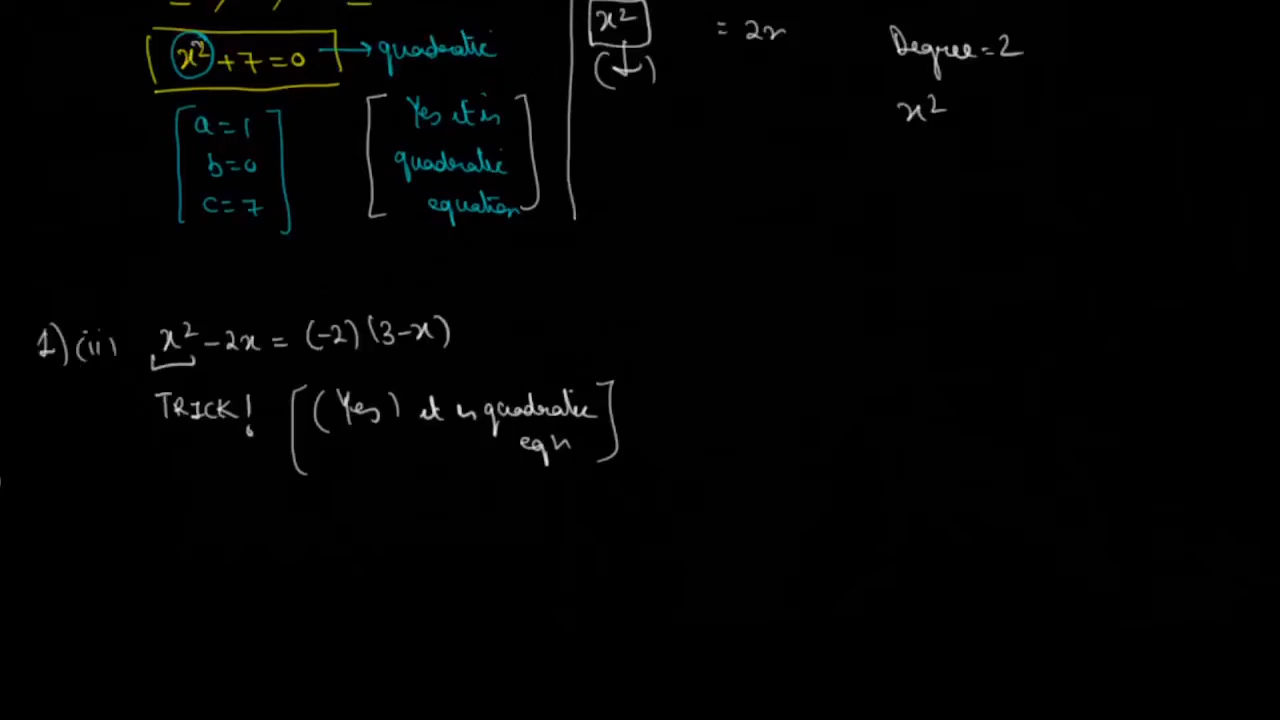 x² + 7 = 0 → quadratic
a = 1
b = 0
c = 7
Yes it is
quadratic
equation
x² = 2x
Degree = 2
x²
1) (ii) x² - 2x = (-2) (3-x)
TRICK! (Yes) it is quadratic
eqn